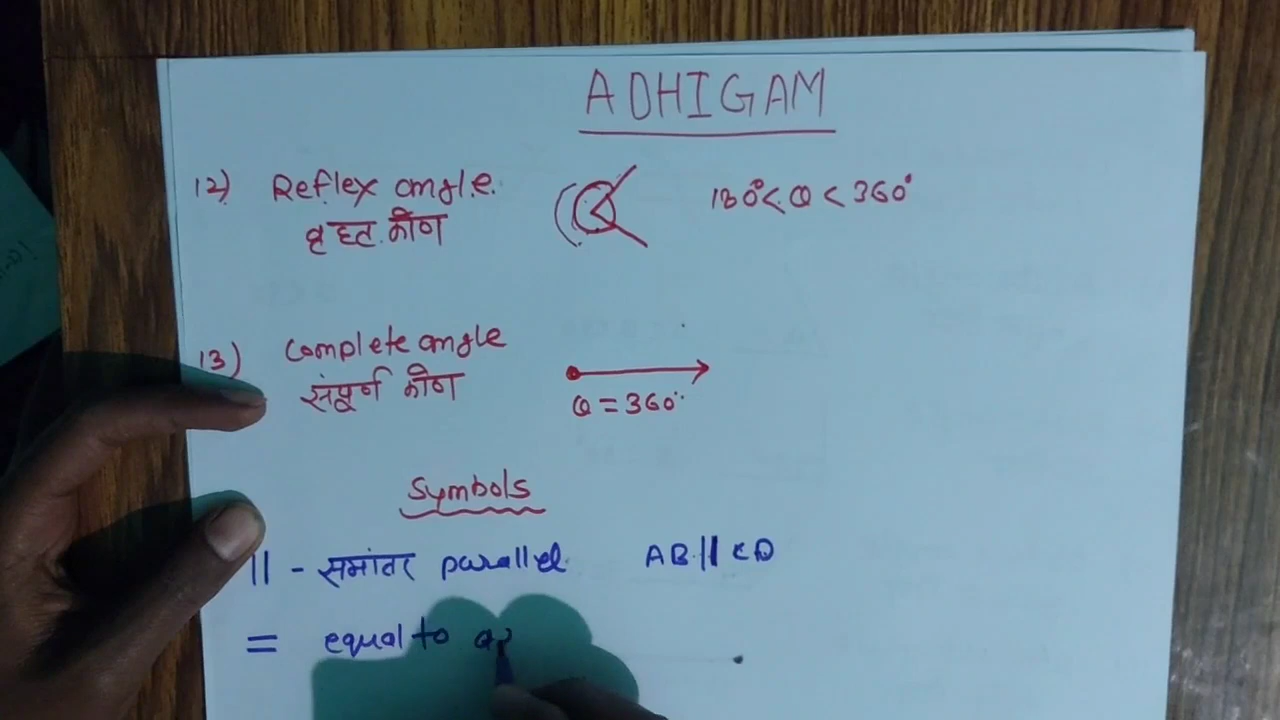 ADHIGAM
12) Reflex angle 180° < θ < 360°
वृहत कोण
13) Complete angle
संपूर्ण कोण θ = 360°
Symbols
|| - समांतर parallel AB || CD
= equal to